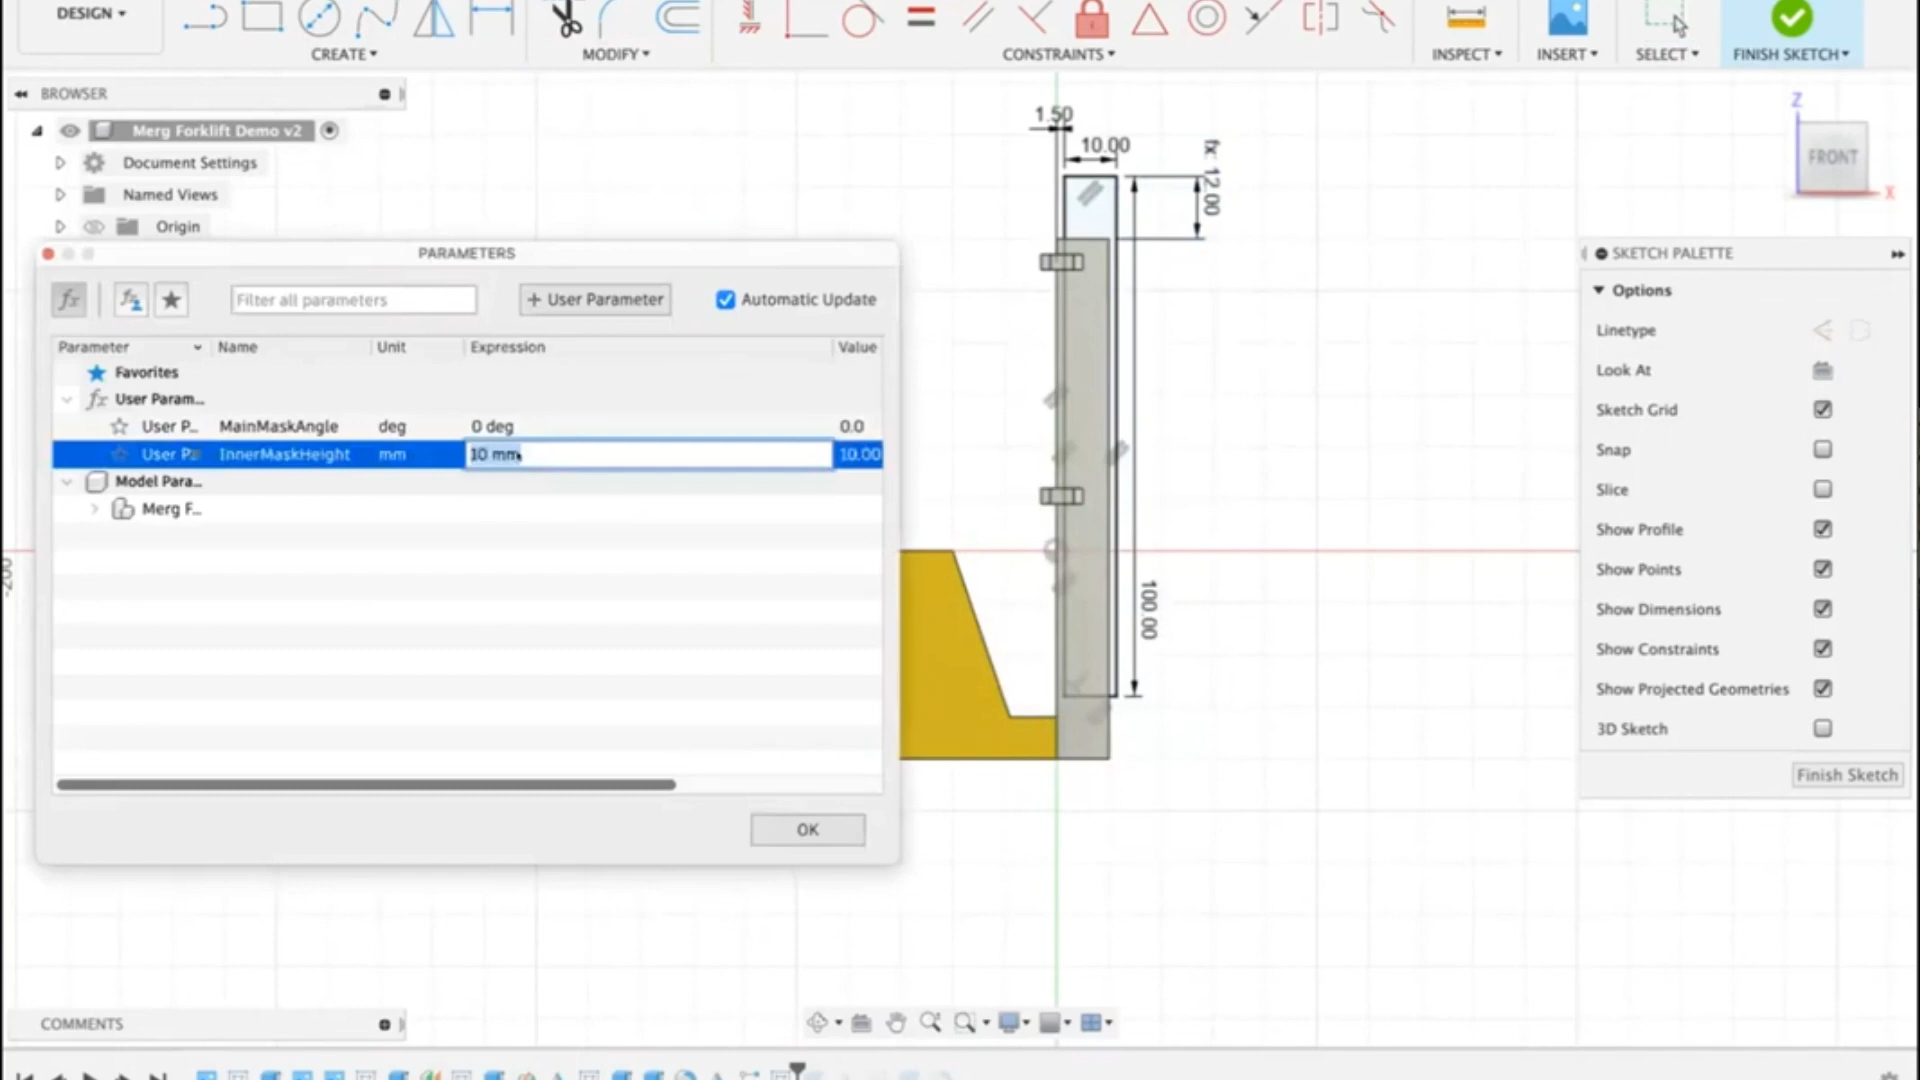 DESIGN
CREATE
MODIFY
CONSTRAINTS
INSPECT
INSERT
SELECT
FINISH SKETCH
BROWSER
Merg Forklift Demo v2
Document Settings
Named Views
Origin
PARAMETERS
Filter all parameters
+ User Parameter
Automatic Update
Parameter Name Unit Expression Value
Favorites
fx User Param...
User P... MainMaskAngle deg 0 deg 0.0
User P InnerMaskHeight mm 10 mm 10.00
Model Para...
Merg F...
OK
1.50
10.00
fx: 12.00
100.00
-200
Z
FRONT
X
SKETCH PALETTE
Options
Linetype
Look At
Sketch Grid
Snap
Slice
Show Profile
Show Points
Show Dimensions
Show Constraints
Show Projected Geometries
3D Sketch
Finish Sketch
COMMENTS